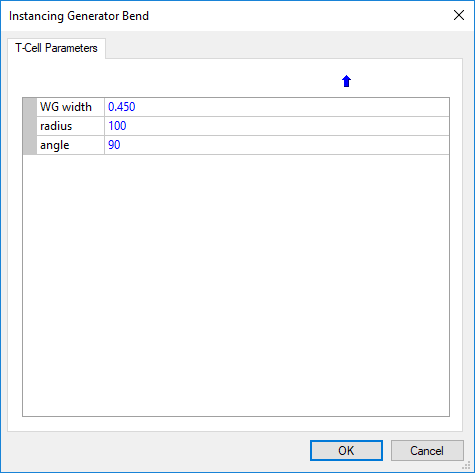 Instancing Generator Bend
T-Cell Parameters
WG width 0.450
radius 100
angle 90
OK Cancel